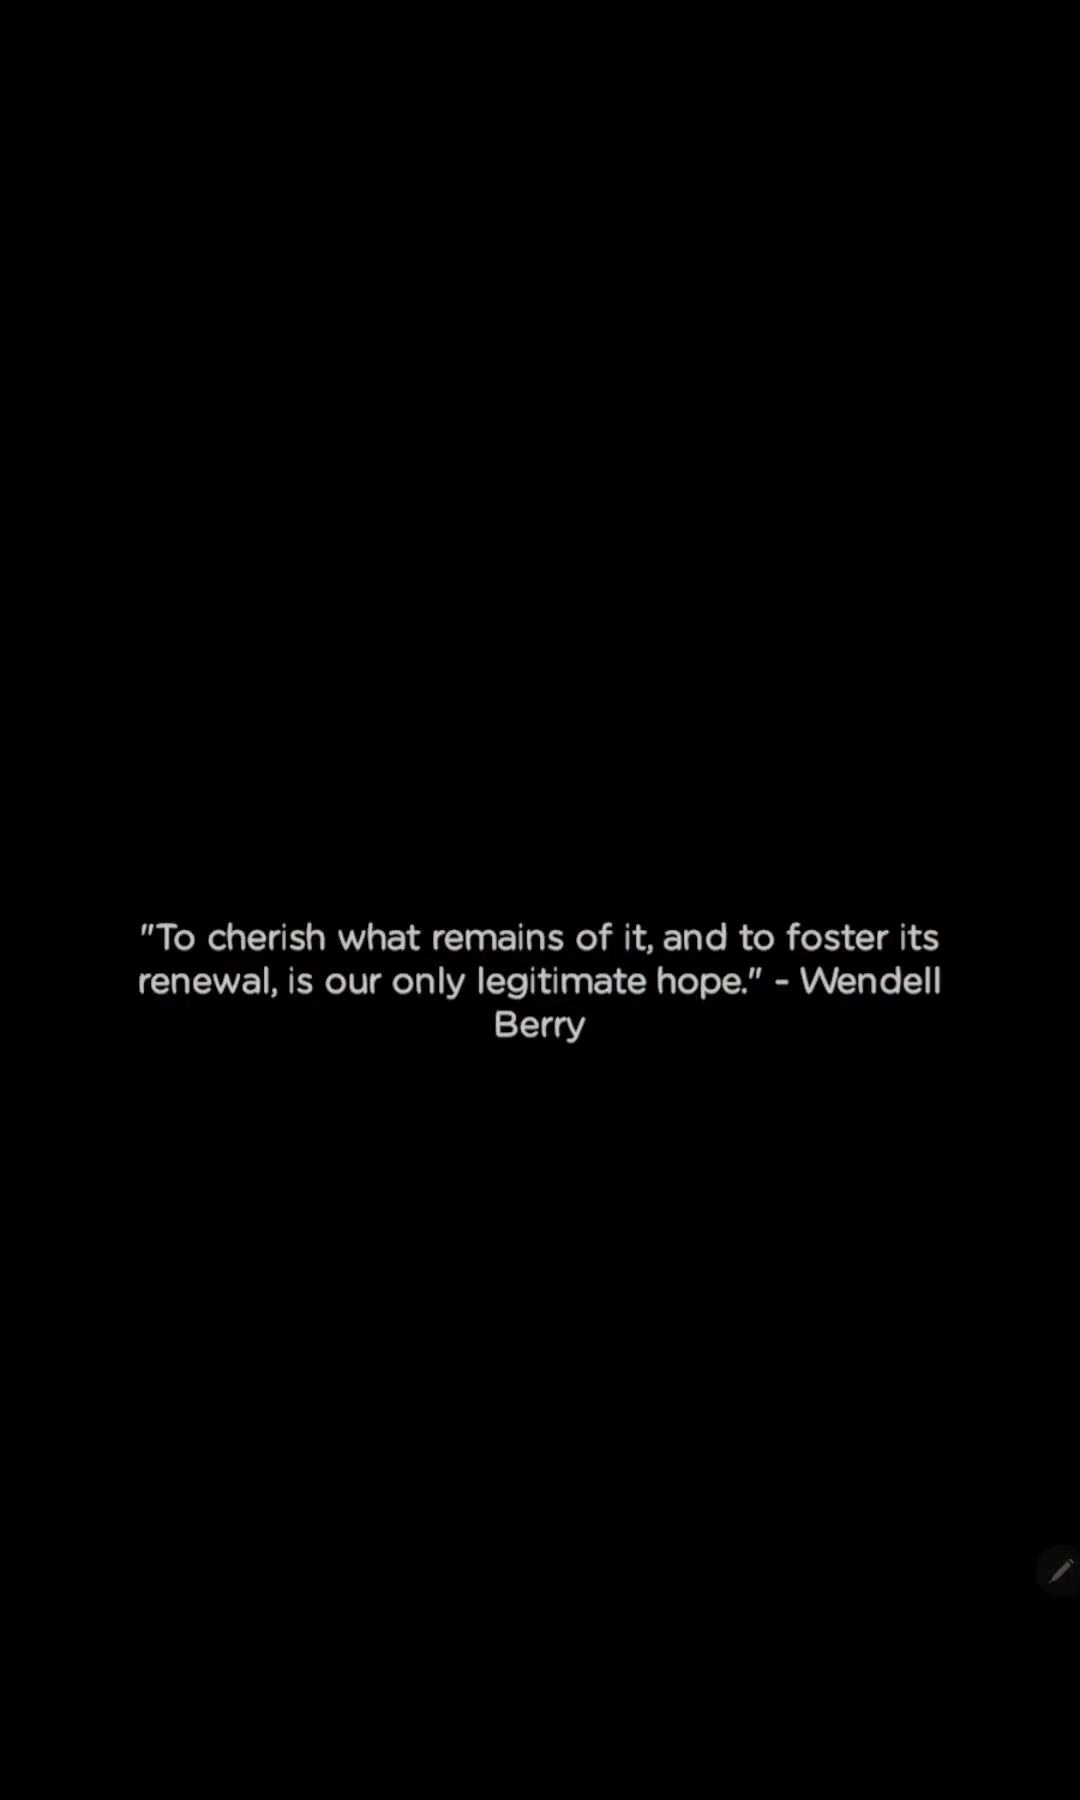 "To cherish what remains of it, and to foster its
renewal, is our only legitimate hope." - Wendell
Berry